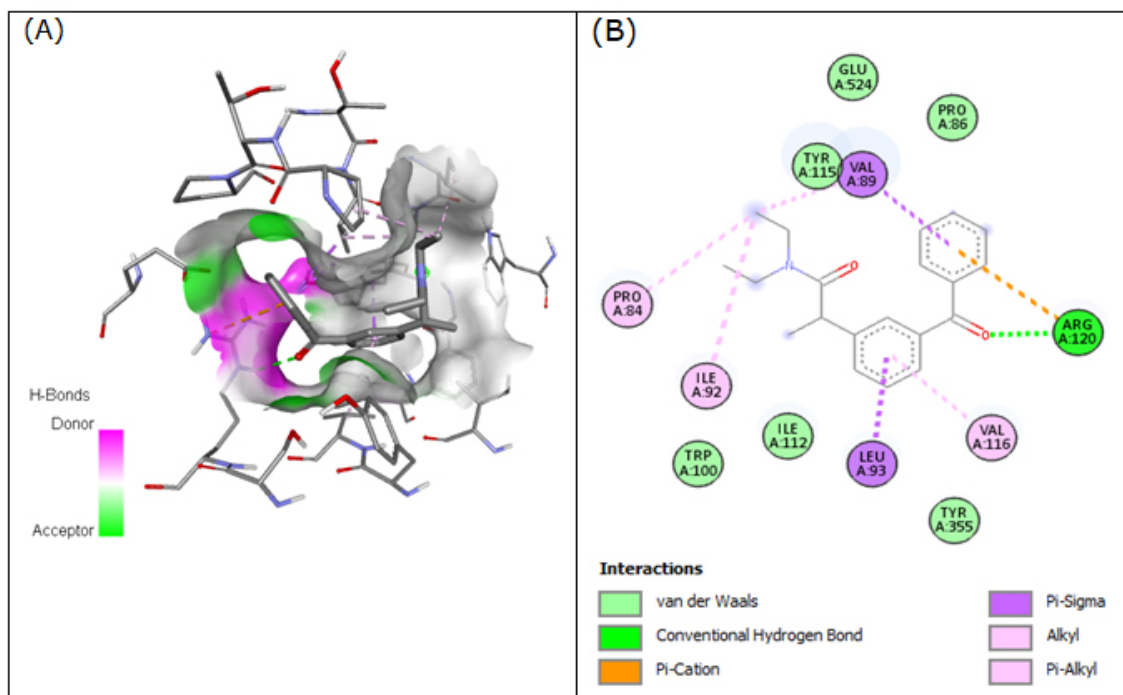 (A)
H-Bonds
Donor
Acceptor
(B)
GLU
A:524
PRO
A:86
TYR
A:115
VAL
A:89
N
O
PRO
A:84
O
ARG
A:120
ILE
A:92
ILE
A:112
VAL
A:116
TRP
A:100
LEU
A:93
TYR
A:355
Interactions
van der Waals
Conventional Hydrogen Bond
Pi-Cation
Pi-Sigma
Alkyl
Pi-Alkyl